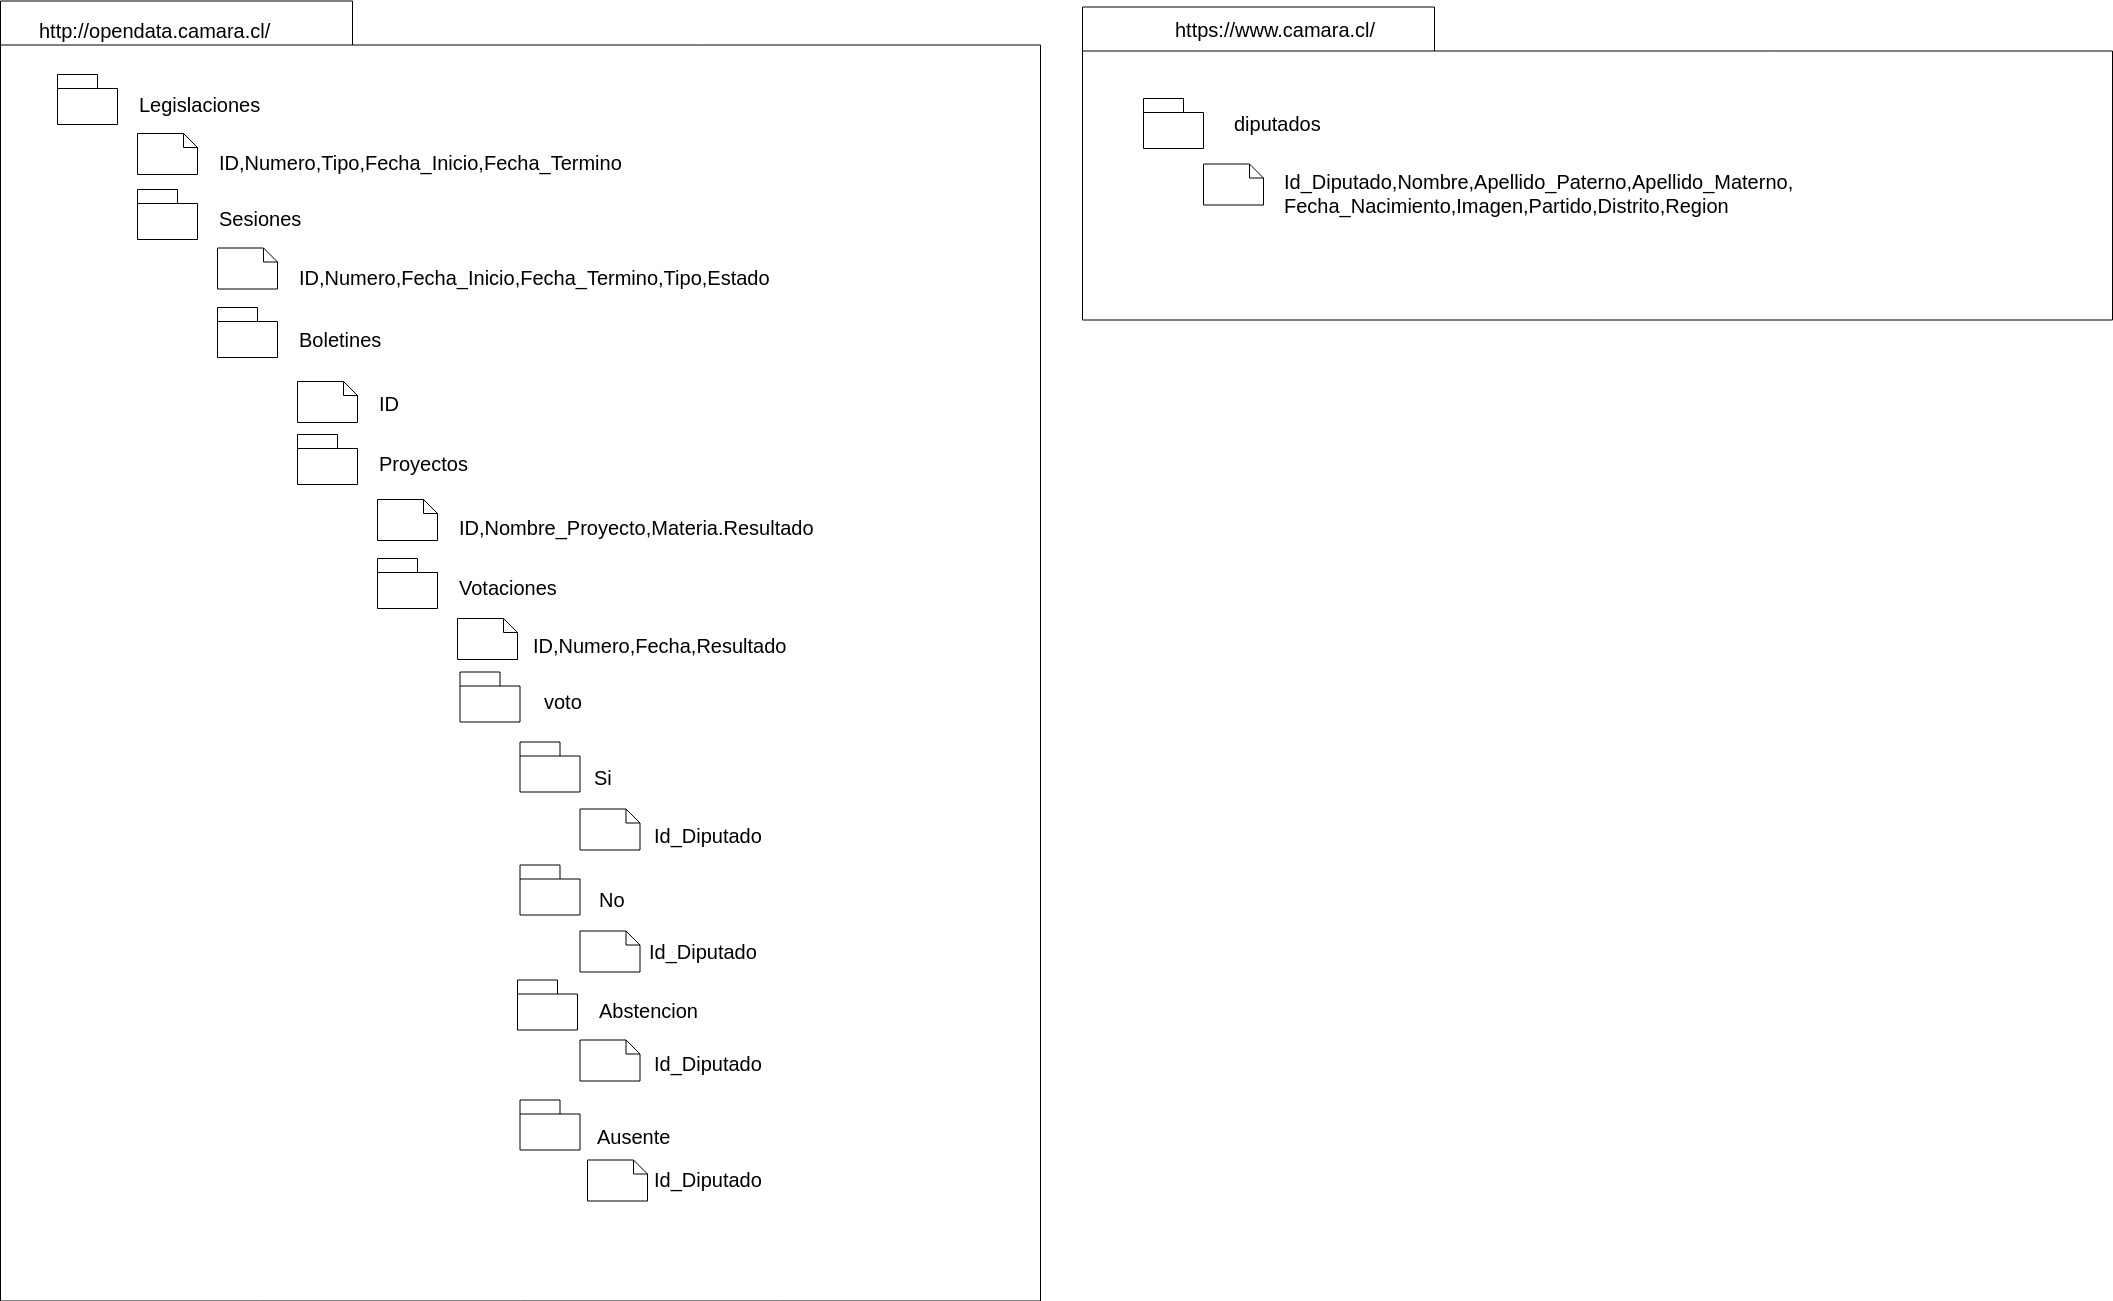 http://opendata.camara.cl/
Legislaciones
ID,Numero,Tipo,Fecha_Inicio,Fecha_Termino
Sesiones
ID,Numero,Fecha_Inicio,Fecha_Termino,Tipo,Estado
Boletines
ID
Proyectos
ID,Nombre_Proyecto,Materia.Resultado
Votaciones
ID,Numero,Fecha,Resultado
voto
Si
Id_Diputado
No
Id_Diputado
Abstencion
Id_Diputado
Ausente
Id_Diputado
https://www.camara.cl/
diputados
Id_Diputado,Nombre,Apellido_Paterno,Apellido_Materno,
Fecha_Nacimiento,Imagen,Partido,Distrito,Region